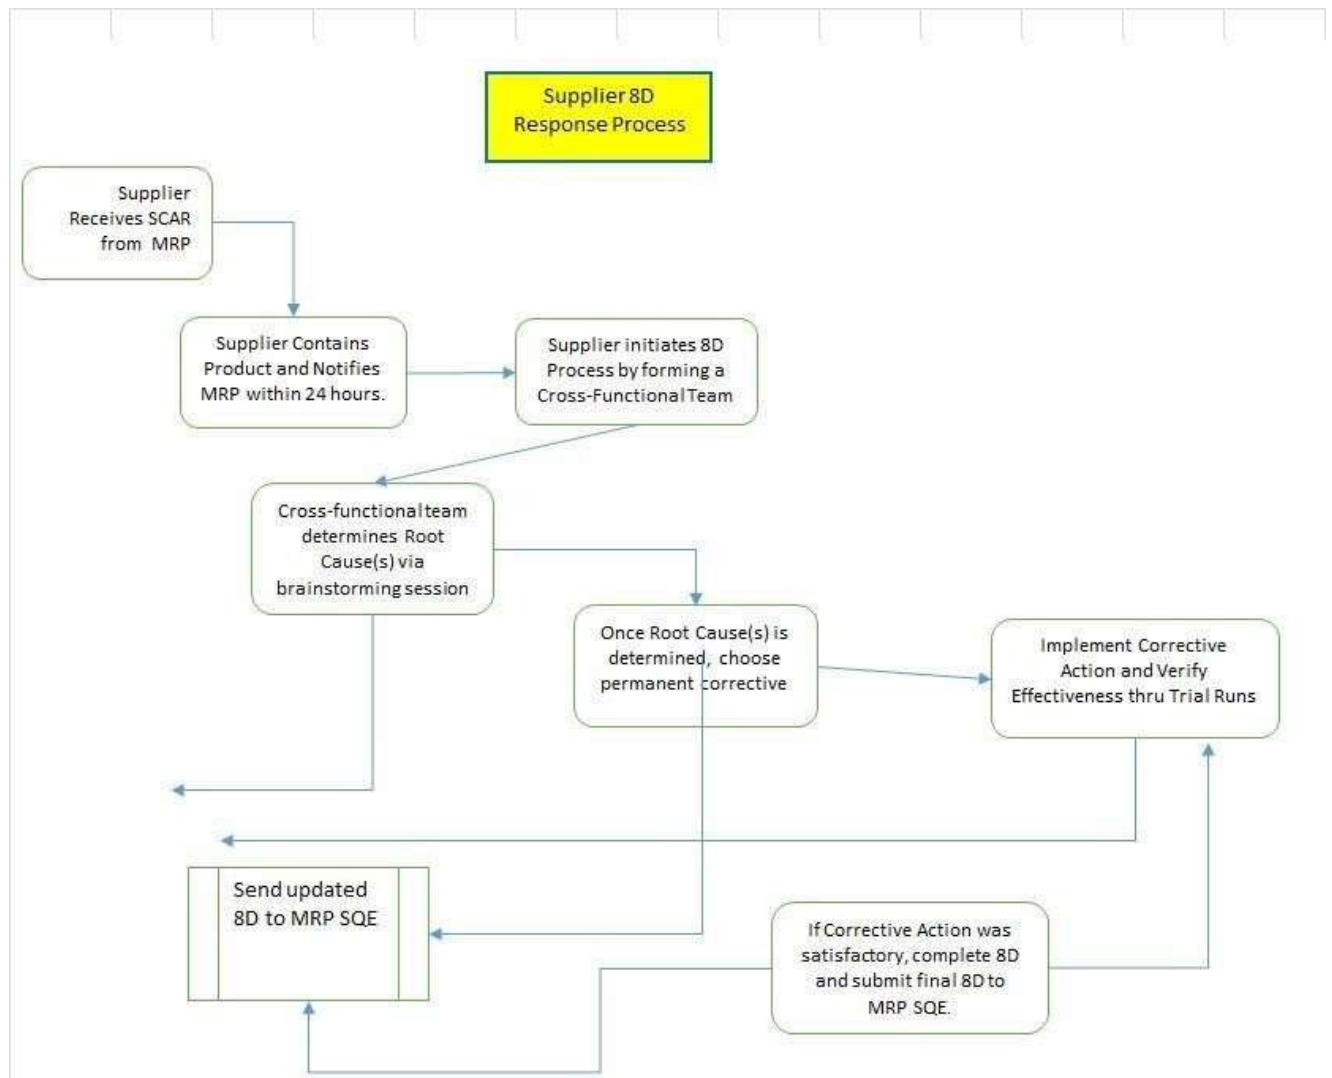 Supplier 8D
Response Process
Supplier
Receives SCAR
from MRP
Supplier Contains
Product and Notifies
MRP within 24 hours.
Supplier initiates 8D
Process by forming a
Cross-Functional Team
Cross-functional team
determines Root
Cause(s) via
brainstorming session
Once Root Cause(s) is
determined, choose
permanent corrective
Implement Corrective
Action and Verify
Effectiveness thru Trial Runs
Send updated
8D to MRP SQE
If Corrective Action was
satisfactory, complete 8D
and submit final 8D to
MRP SQE.